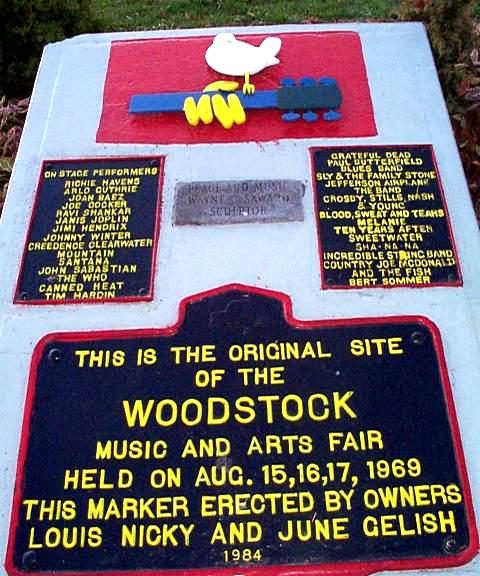 ON STAGE PERFORMERS
RICHIE HAVENS
ARLO GUTHRIE
JOAN BAEZ
JOE COCKER
RAVI SHANKAR
JANIS JOPLIN
JIMI HENDRIX
JOHNNY WINTER
CREEDENCE CLEARWATER
MOUNTAIN
SANTANA
JOHN SABASTIAN
THE WHO
CANNED HEAT
TIM HARDIN
PEACE AND MUSIC
WAYNE C. SAWARD
SCULPTOR
GRATEFUL DEAD
PAUL BUTTERFIELD
BLUES BAND
SLY & THE FAMILY STONE
JEFFERSON AIRPLANE
THE BAND
CROSBY, STILLS, NASH
& YOUNG
BLOOD, SWEAT AND TEARS
MELANIE
TEN YEARS AFTER
SWEETWATER
SHA-NA-NA
INCREDIBLE STRING BAND
COUNTRY JOE MCDONALD
AND THE FISH
BERT SOMMER
THIS IS THE ORIGINAL SITE
OF THE
WOODSTOCK
MUSIC AND ARTS FAIR
HELD ON AUG. 15,16,17, 1969
THIS MARKER ERECTED BY OWNERS
LOUIS NICKY AND JUNE GELISH
1984